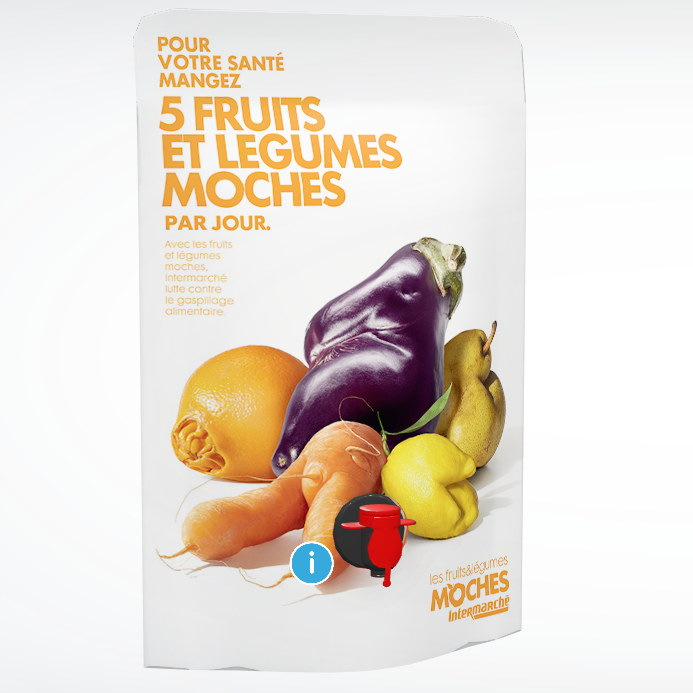 POUR
VOTRE SANTÉ
MANGEZ
5 FRUITS
ET LEGUMES
MOCHES
PAR JOUR.
Avec les fruits
et légumes
moches,
Intermarché
lutte contre
le gaspillage
alimentaire.
i
les fruits&légumes
MOCHES
Intermarchè